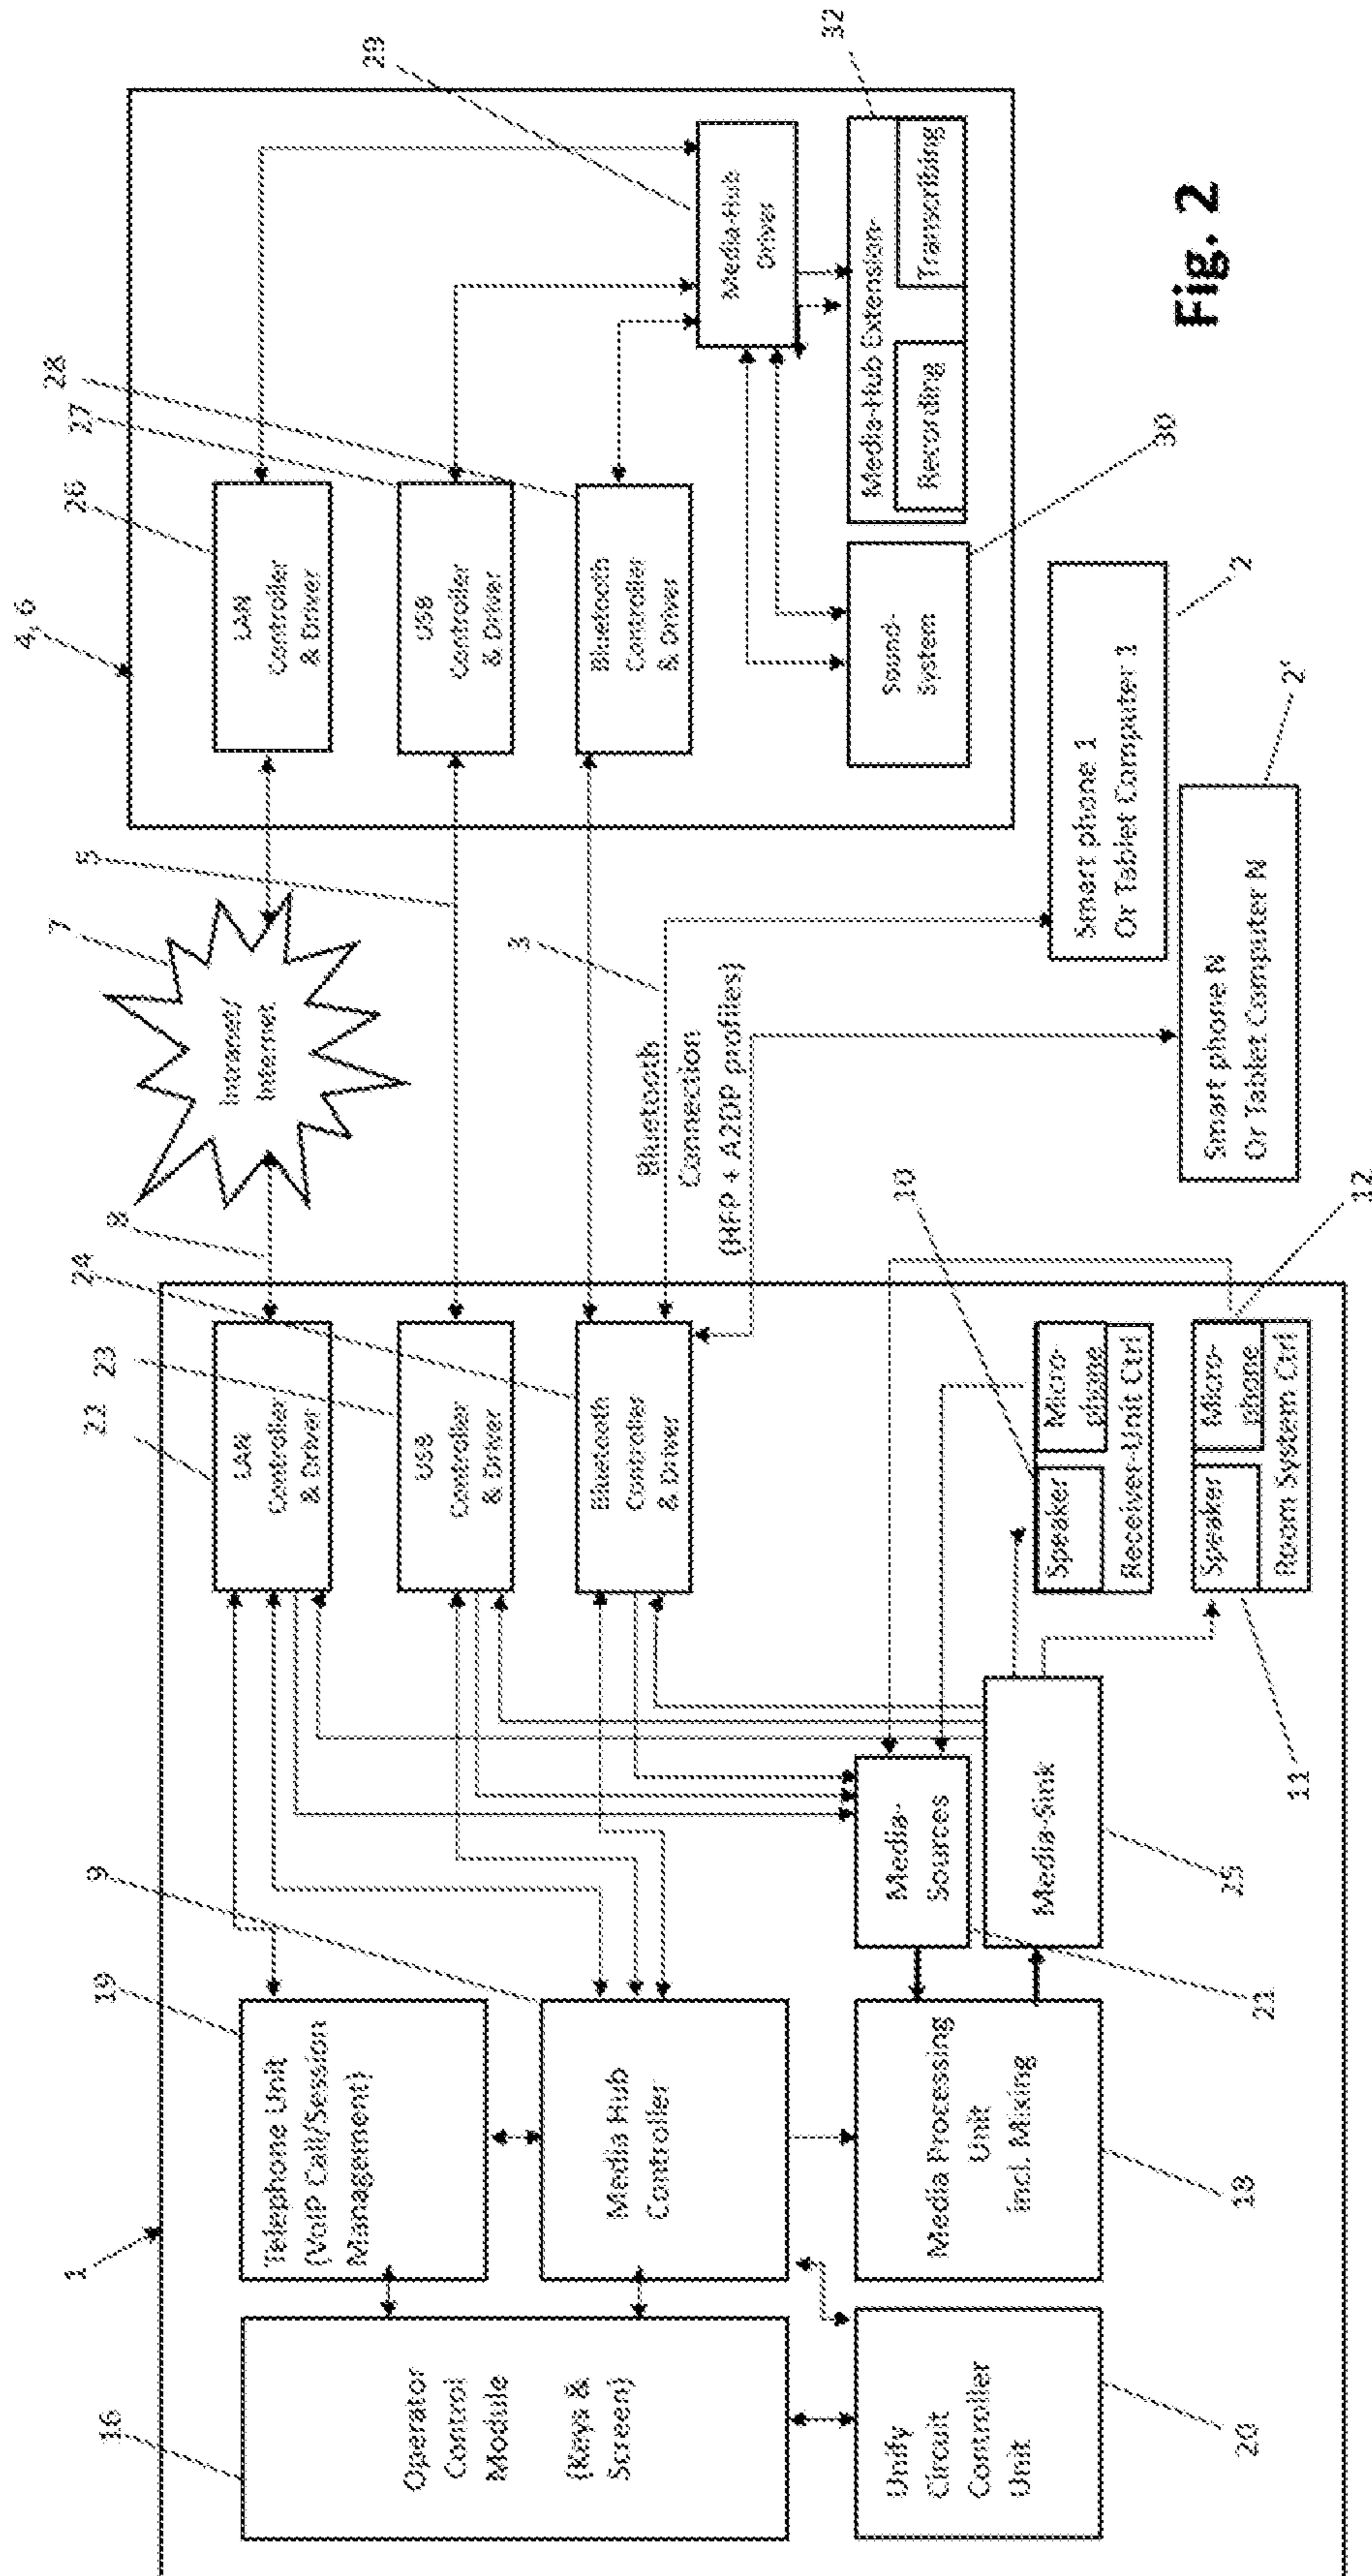 1
16
Operator
Control
Module
(Keys &
Screen)
Unify
Circuit
Controller
Unit
20
19
Telephone Unit
(VoIP Call/Session
Management)
9
Media Hub
Controller
Media Processing
Unit
incl. Mixing
18
21
Media-
Sources
Media-Sink
25
22
LAN
Controller
& Driver
23
USB
Controller
& Driver
24
Bluetooth
Controller
& Driver
10
Speaker
Micro-
phone
Receiver-Unit Ctrl
11
Speaker
Micro-
phone
Room System Ctrl
12
8
7
Intranet/
Internet
5
3
Bluetooth
Connection
(HFP + A2DP profiles)
Smart phone 1
Or Tablet Computer 1
2
Smart phone N
Or Tablet Computer N
2'
4, 6
26
LAN
Controller
& Driver
27
USB
Controller
& Driver
28
Bluetooth
Controller
& Driver
29
Media-Hub
Driver
Sound-
System
30
Media-Hub Extension-
Recording
Transcribing
32
Fig. 2